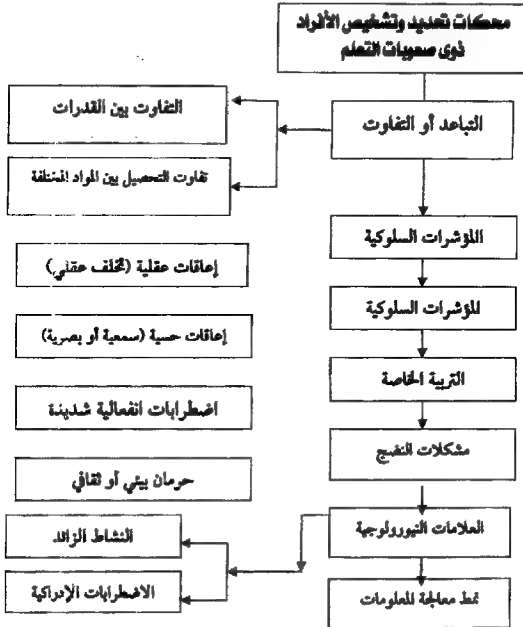 محكات تحديد وتشخيص الأفراد
ذوى صعوبات التعلم
التباعد أو التفاوت
التفاوت بين القدرات
تفاوت التحصيل بين المواد المختلفة
المؤشرات السلوكية
إعاقات عقلية (تخلف عقلي)
المؤشرات السلوكية
إعاقات حسية (سمعية أو بصرية)
التربية الخاصة
اضطرابات انفعالية شديدة
مشكلات النضج
حرمان بيئي أو ثقافي
العلامات النيورولوجية
النشاط الزائد
الاضطرابات الإدراكية
نمط معالجة المعلومات